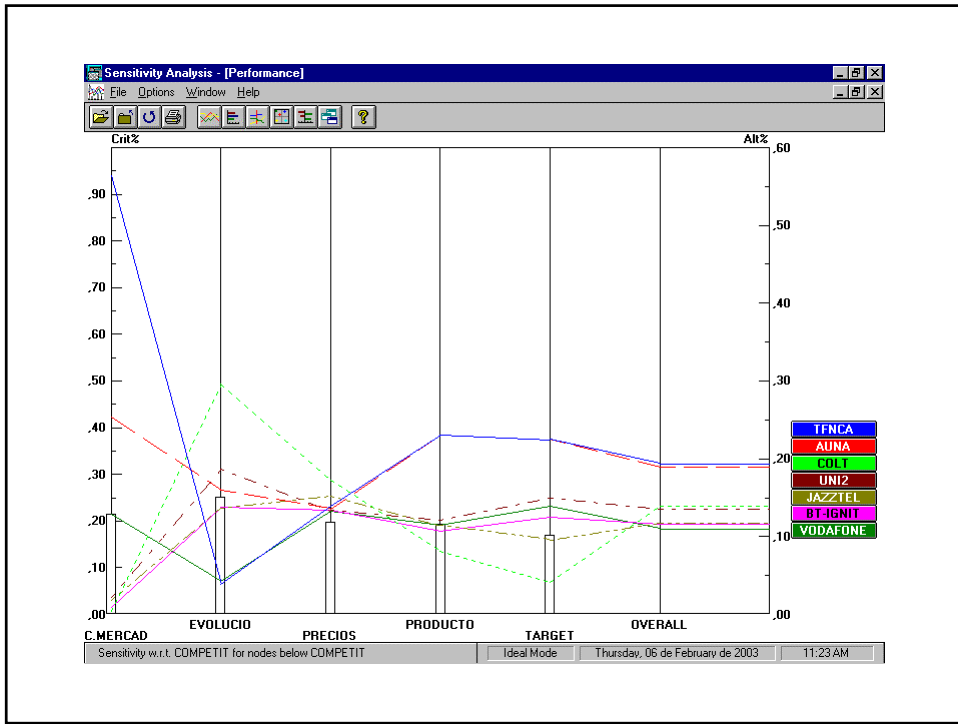 Sensitivity Analysis - [Performance]
File Options Window Help
Crit% Alt%
,90
,80
,70
,60
,50
,40
,30
,20
,10
,00
,60
,50
,40
,30
,20
,10
,00
TFNCA
AUNA
COLT
UNI2
JAZZTEL
BT-IGNIT
VODAFONE
C.MERCAD EVOLUCIO PRECIOS PRODUCTO TARGET OVERALL
Sensitivity w.r.t. COMPETIT for nodes below COMPETIT Ideal Mode Thursday, 06 de February de 2003 11:23 AM